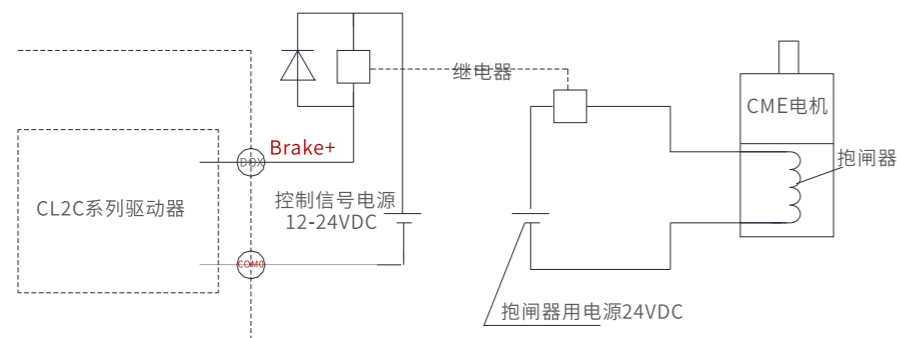 继电器
CME电机
DOX
Brake+
抱闸器
CL2C系列驱动器
控制信号电源
12-24VDC
COM0
抱闸器用电源24VDC